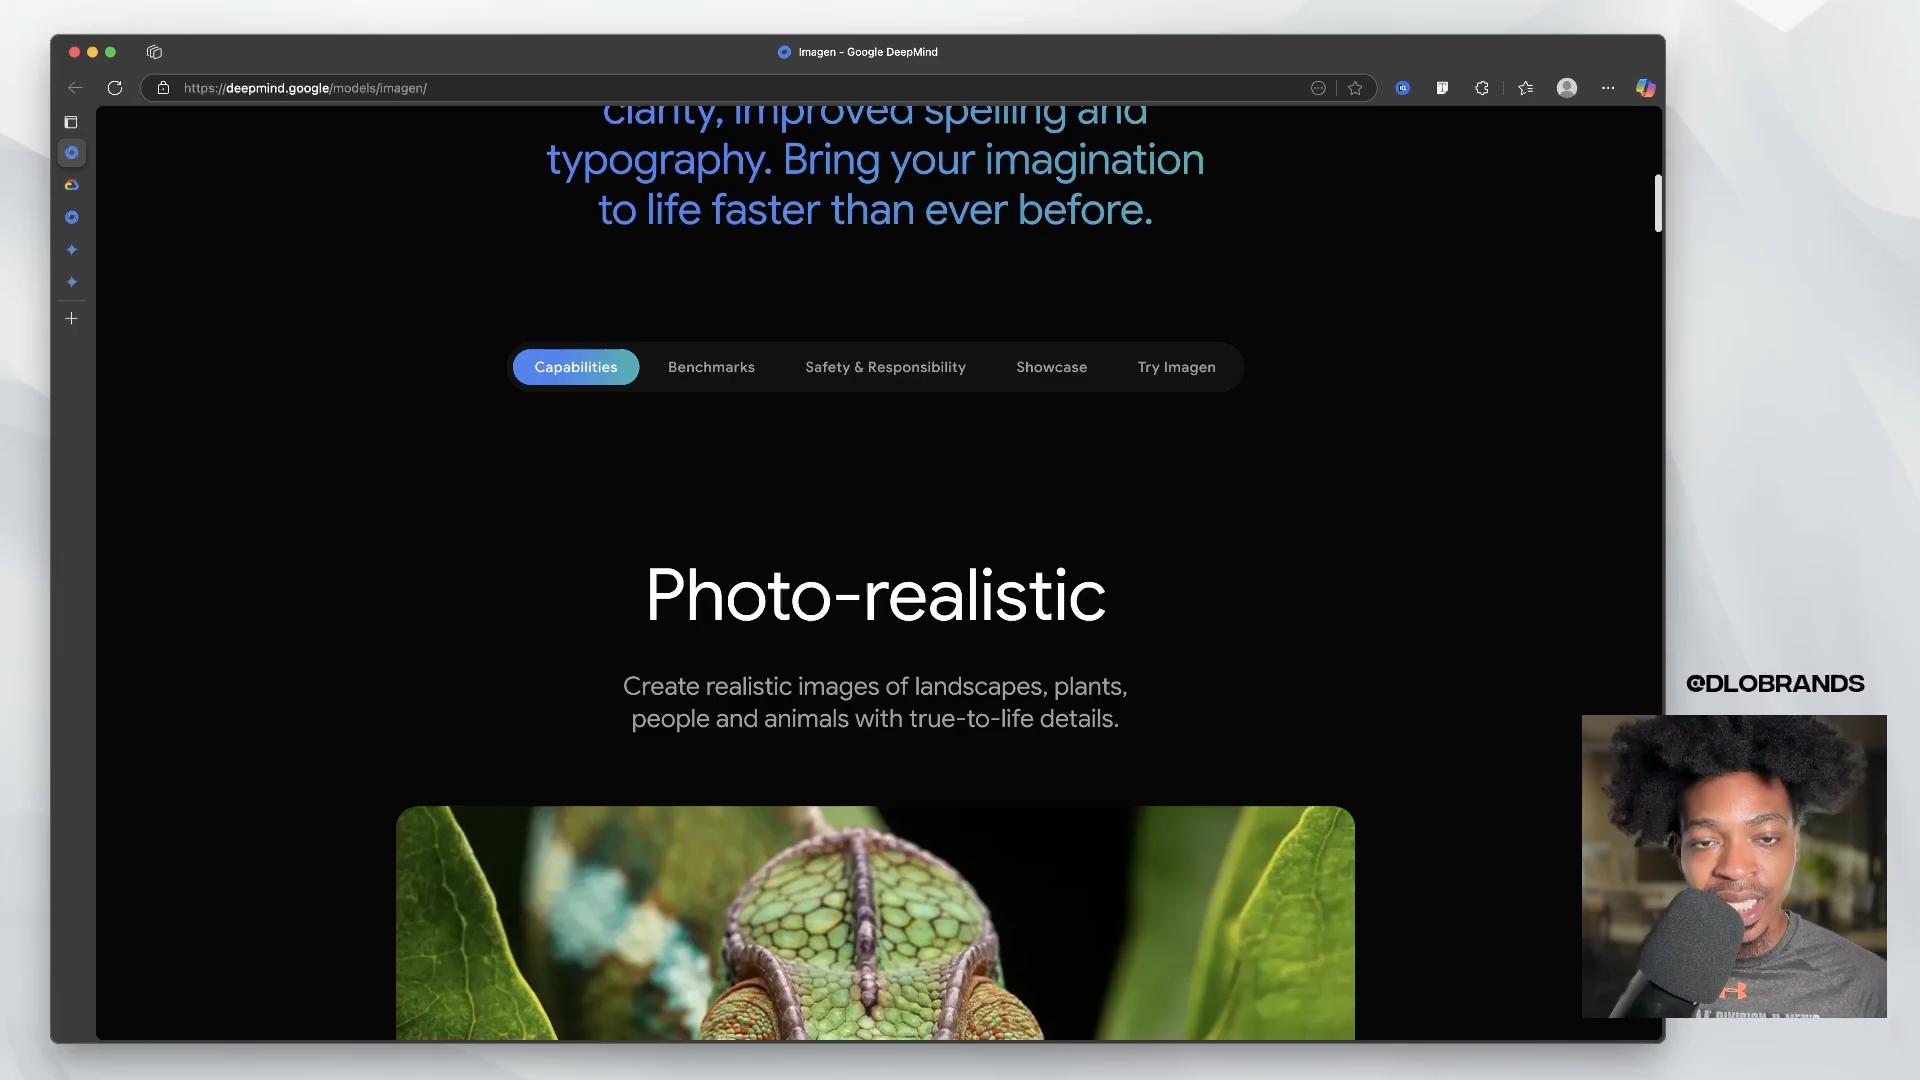 Imagen - Google DeepMind
https://deepmind.google/models/imagen/
clarity, improved spelling and
typography. Bring your imagination
to life faster than ever before.
Capabilities
Benchmarks
Safety & Responsibility
Showcase
Try Imagen
Photo-realistic
Create realistic images of landscapes, plants,
people and animals with true-to-life details.
@DLOBRANDS